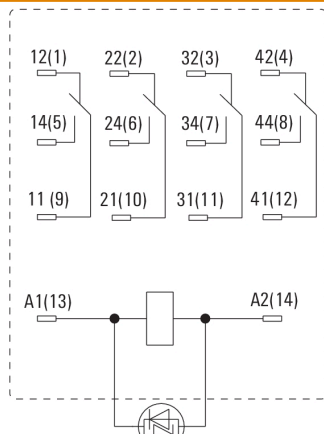 12(1) 22(2) 32(3) 42(4)
14(5) 24(6) 34(7) 44(8)
11 (9) 21(10) 31(11) 41(12)
A1(13) A2(14)